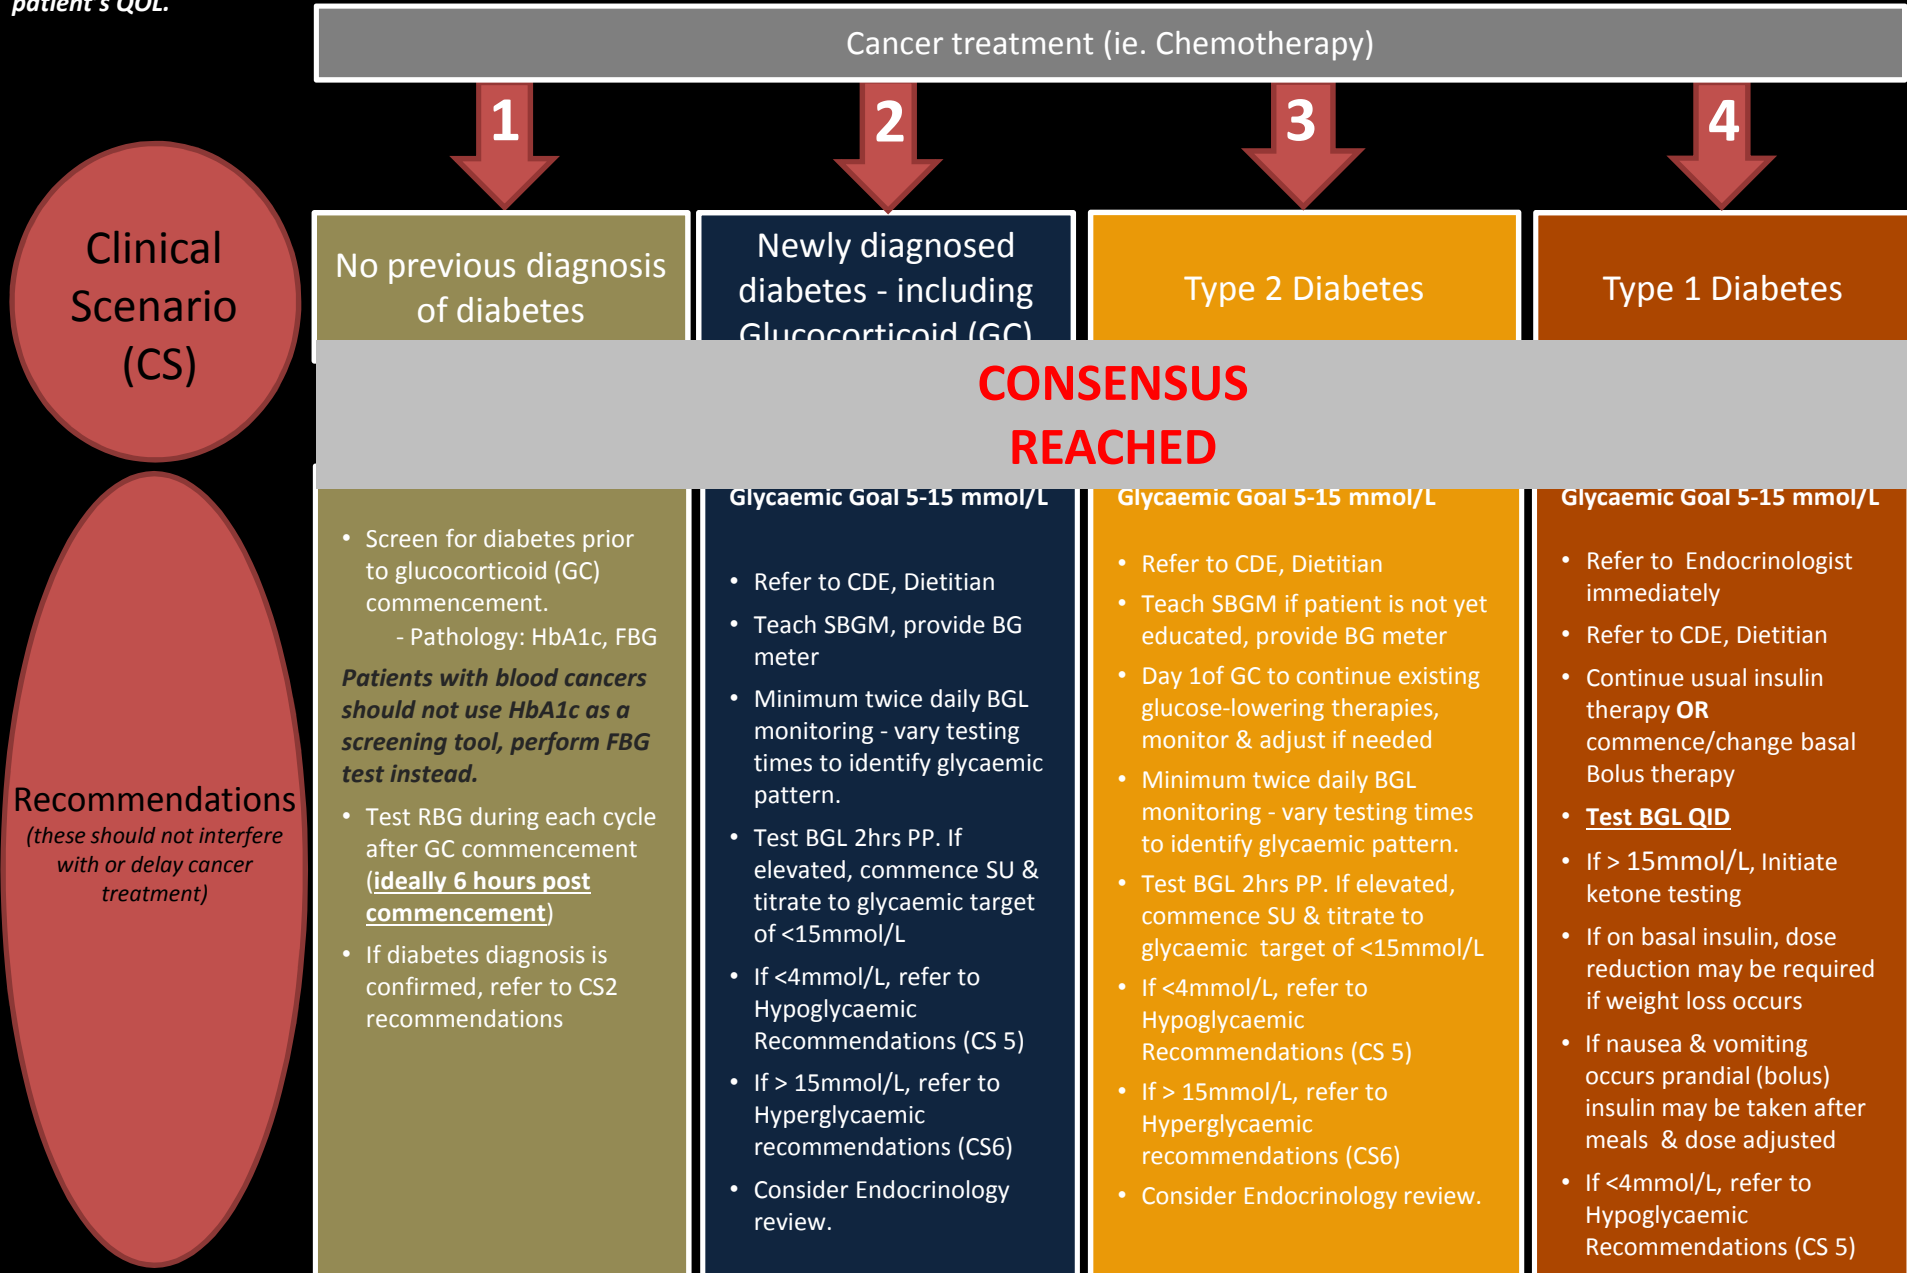 patient's QOL.
Cancer treatment (ie. Chemotherapy)
1
2
3
4
Clinical
Scenario
(CS)
No previous diagnosis
of diabetes
Newly diagnosed
diabetes - including
Glucocorticoid (GC)
Type 2 Diabetes
Type 1 Diabetes
CONSENSUS
REACHED
Recommendations
(these should not interfere
with or delay cancer
treatment)
• Screen for diabetes prior
to glucocorticoid (GC)
commencement.
- Pathology: HbA1c, FBG
Patients with blood cancers
should not use HbA1c as a
screening tool, perform FBG
test instead.
• Test RBG during each cycle
after GC commencement
(ideally 6 hours post
commencement)
• If diabetes diagnosis is
confirmed, refer to CS2
recommendations
Glycaemic Goal 5-15 mmol/L
• Refer to CDE, Dietitian
• Teach SBGM, provide BG
meter
• Minimum twice daily BGL
monitoring - vary testing
times to identify glycaemic
pattern.
• Test BGL 2hrs PP. If
elevated, commence SU &
titrate to glycaemic target
of <15mmol/L
• If <4mmol/L, refer to
Hypoglycaemic
Recommendations (CS 5)
• If > 15mmol/L, refer to
Hyperglycaemic
recommendations (CS6)
• Consider Endocrinology
review.
Glycaemic Goal 5-15 mmol/L
• Refer to CDE, Dietitian
• Teach SBGM if patient is not yet
educated, provide BG meter
• Day 1of GC to continue existing
glucose-lowering therapies,
monitor & adjust if needed
• Minimum twice daily BGL
monitoring - vary testing times
to identify glycaemic pattern.
• Test BGL 2hrs PP. If elevated,
commence SU & titrate to
glycaemic target of <15mmol/L
• If <4mmol/L, refer to
Hypoglycaemic
Recommendations (CS 5)
• If > 15mmol/L, refer to
Hyperglycaemic
recommendations (CS6)
• Consider Endocrinology review.
Glycaemic Goal 5-15 mmol/L
• Refer to Endocrinologist
immediately
• Refer to CDE, Dietitian
• Continue usual insulin
therapy OR
commence/change basal
Bolus therapy
• Test BGL QID
• If > 15mmol/L, Initiate
ketone testing
• If on basal insulin, dose
reduction may be required
if weight loss occurs
• If nausea & vomiting
occurs prandial (bolus)
insulin may be taken after
meals & dose adjusted
• If <4mmol/L, refer to
Hypoglycaemic
Recommendations (CS 5)